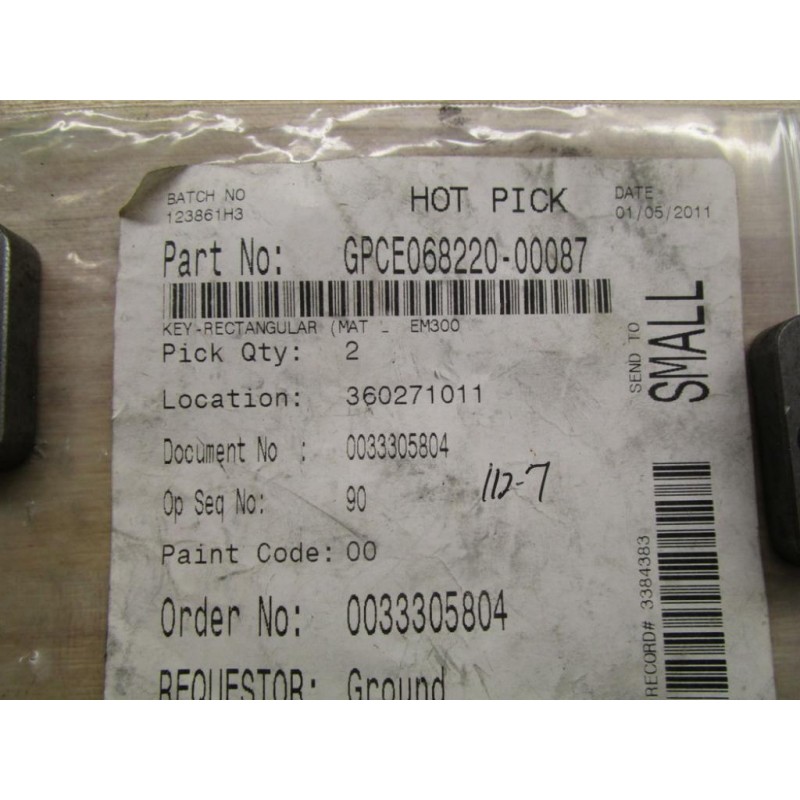 BATCH NO
123861H3
HOT PICK
DATE
01/05/2011
Part No: GPCE068220-00087
KEY-RECTANGULAR (MAT _ EM300
Pick Qty: 2
Location: 360271011
Document No : 0033305804
Op Seq No: 90
112-7
Paint Code: 00
Order No: 0033305804
REQUESTOR: Ground
SEND TO
SMALL
RECORD# 3384383